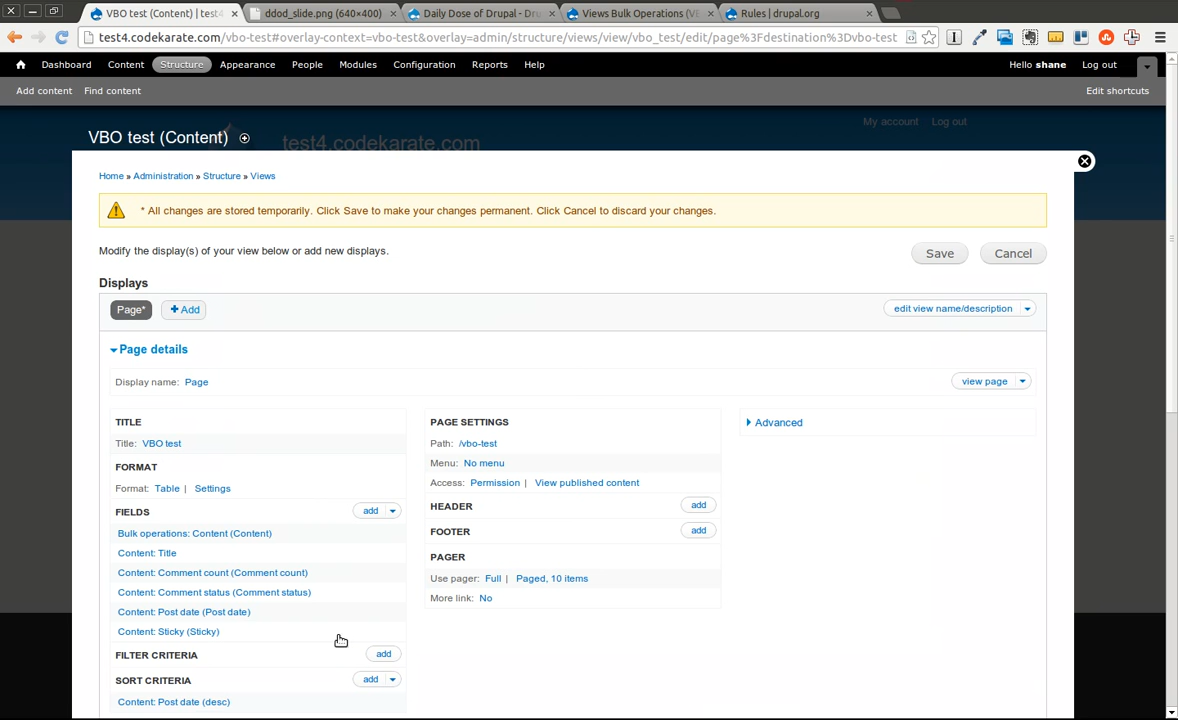 VBO test (Content) | test4
ddod_slide.png (640×400)
Daily Dose of Drupal - Dru
Views Bulk Operations (VE
Rules | drupal.org
test4.codekarate.com/vbo-test#overlay-context=vbo-test&overlay=admin/structure/views/view/vbo_test/edit/page%3Fdestination%3Dvbo-test
Dashboard Content Structure Appearance People Modules Configuration Reports Help
Hello shane Log out
Add content Find content
Edit shortcuts
My account Log out
VBO test (Content)
test4.codekarate.com
Home » Administration » Structure » Views
* All changes are stored temporarily. Click Save to make your changes permanent. Click Cancel to discard your changes.
Modify the display(s) of your view below or add new displays.
Save Cancel
Displays
Page* + Add
edit view name/description
Page details
Display name: Page
view page
TITLE
Title: VBO test
FORMAT
Format: Table | Settings
FIELDS add
Bulk operations: Content (Content)
Content: Title
Content: Comment count (Comment count)
Content: Comment status (Comment status)
Content: Post date (Post date)
Content: Sticky (Sticky)
FILTER CRITERIA add
SORT CRITERIA add
Content: Post date (desc)
PAGE SETTINGS
Path: /vbo-test
Menu: No menu
Access: Permission | View published content
HEADER add
FOOTER add
PAGER
Use pager: Full | Paged, 10 items
More link: No
Advanced